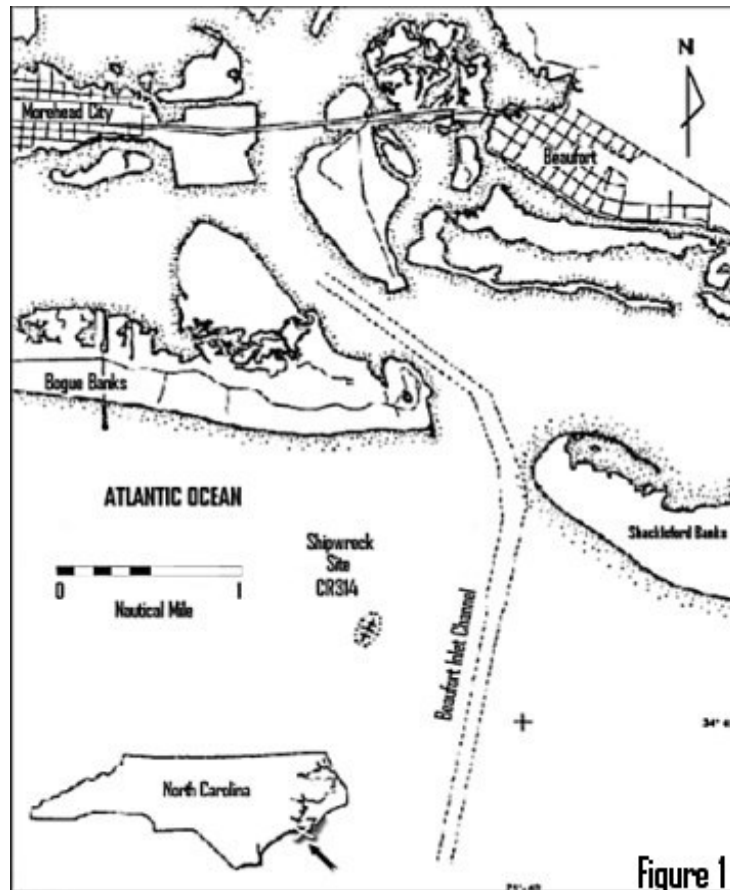 N
Morehead City
Beaufort
Bogue Banks
ATLANTIC OCEAN
Shackleford Banks
Shipwreck
Site
CR314
0 1
Nautical Mile
Beaufort Inlet Channel
34°
North Carolina
Figure 1